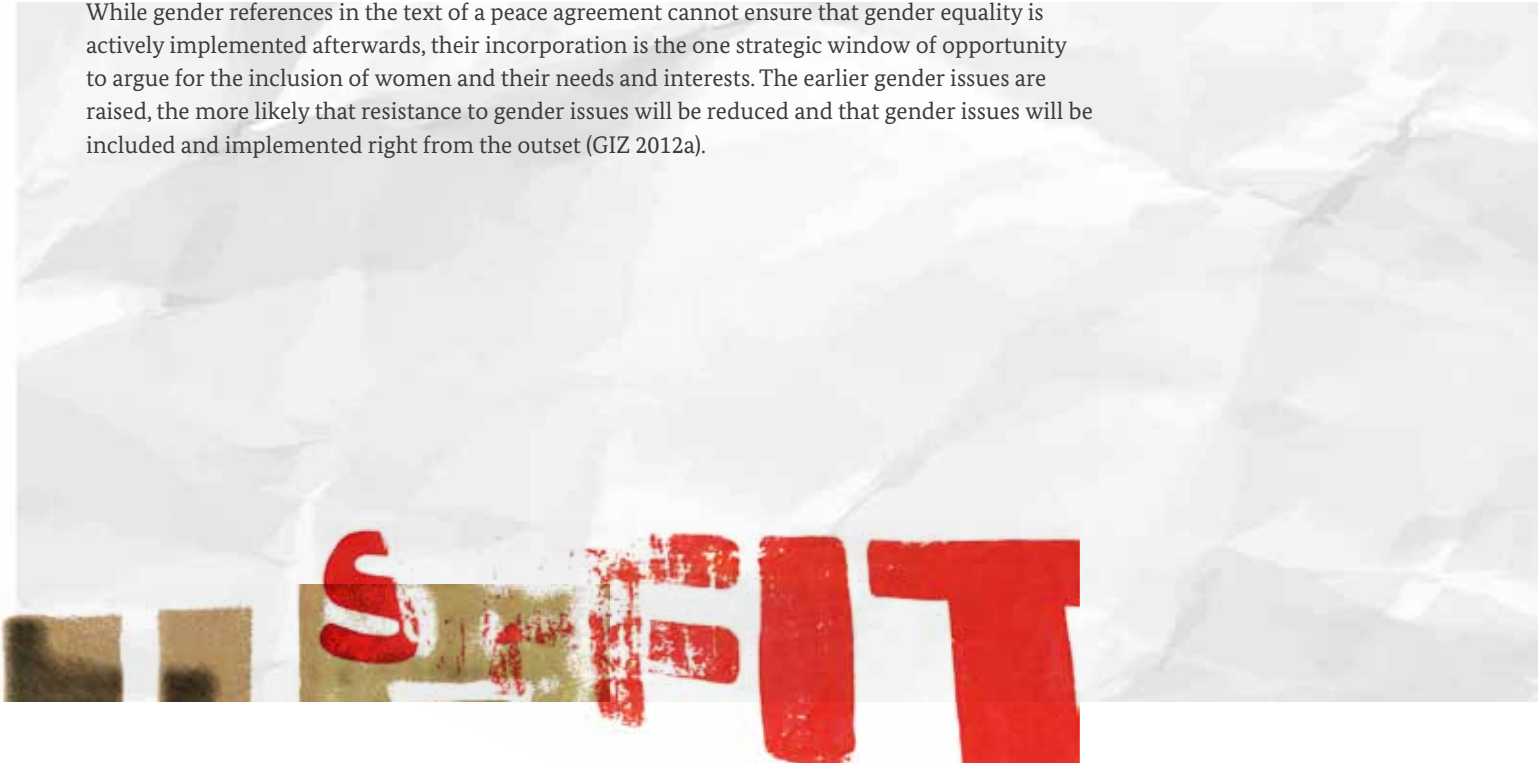 While gender references in the text of a peace agreement cannot ensure that gender equality is
actively implemented afterwards, their incorporation is the one strategic window of opportunity
to argue for the inclusion of women and their needs and interests. The earlier gender issues are
raised, the more likely that resistance to gender issues will be reduced and that gender issues will be
included and implemented right from the outset (GIZ 2012a).